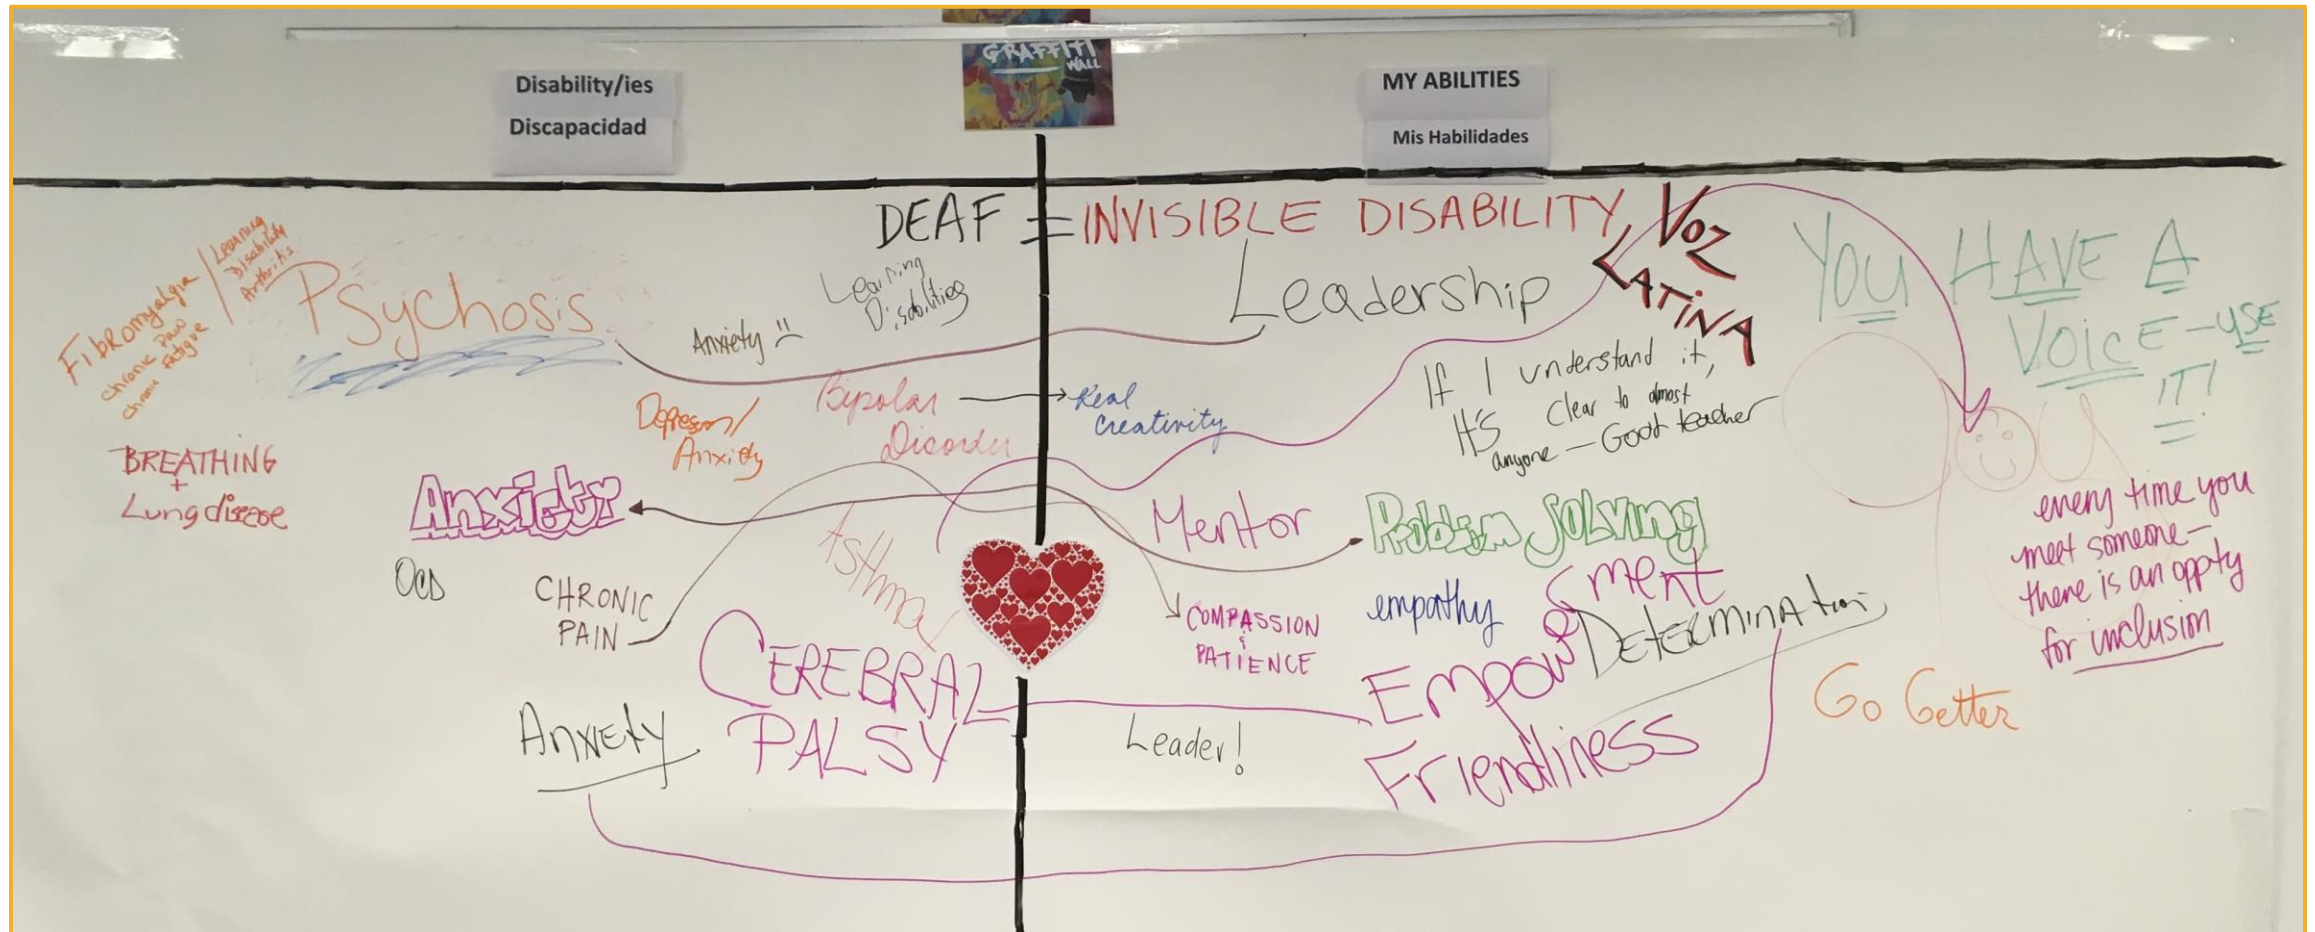 GRAFFITI
WALL
Disability/ies
Discapacidad
MY ABILITIES
Mis Habilidades
DEAF = INVISIBLE DISABILITY,
VOZ
LATINA
Fibromyalgia
Chronic Pain
Chronic Fatigue
Learning
Disability
Arthritis
Psychosis
Anxiety
Learning
Disabilities
Leadership
YOU HAVE A
VOICE - USE
IT!
Depression/
Anxiety
Bipolar
Disorder
Real
Creativity
If I understand it,
It's clear to almost
anyone — Good teacher
BREATHING
+
Lung disease
Anxiety
OCD
CHRONIC
PAIN
Asthma
Mentor
Problem Solving
COMPASSION
&
PATIENCE
empathy
Empowerment
Determination
every time you
meet someone —
there is an oppty
for inclusion
Anxiety
CEREBRAL
PALSY
Leader!
Friendliness
Go Getter